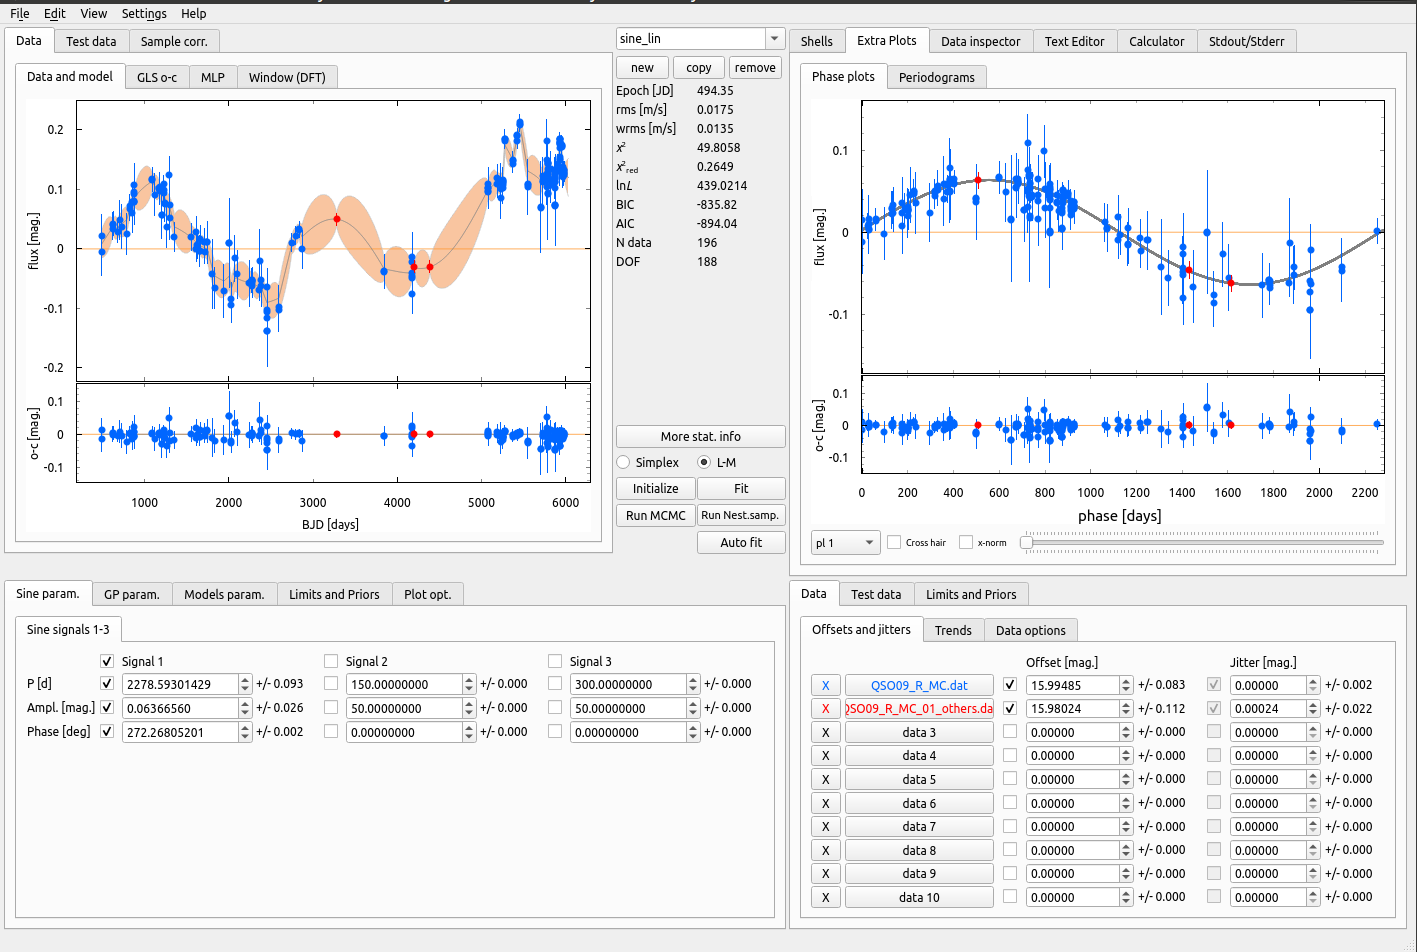 File Edit View Settings Help
Data Test data Sample corr.
Data and model GLS o-c MLP Window (DFT)
0.2
0.1
0
-0.1
-0.2
flux [mag.]
0.1
0
-0.1
o-c [mag.]
1000 2000 3000 4000 5000 6000
BJD [days]
sine_lin
new copy remove
Epoch [JD] 494.35
rms [m/s] 0.0175
wrms [m/s] 0.0135
x² 49.8058
x²red 0.2649
lnL 439.0214
BIC -835.82
AIC -894.04
N data 196
DOF 188
More stat. info
Simplex L-M
Initialize Fit
Run MCMC Run Nest.samp.
Auto fit
Shells Extra Plots Data inspector Text Editor Calculator Stdout/Stderr
Phase plots Periodograms
0.1
0
-0.1
flux [mag.]
0.1
0
-0.1
o-c [mag.]
0 200 400 600 800 1000 1200 1400 1600 1800 2000 2200
phase [days]
pl 1 Cross hair x-norm
Sine param. GP param. Models param. Limits and Priors Plot opt.
Sine signals 1-3
Signal 1 Signal 2 Signal 3
P [d] 2278.59301429 +/- 0.093 150.00000000 +/- 0.000 300.00000000 +/- 0.000
Ampl. [mag.] 0.06366560 +/- 0.026 50.00000000 +/- 0.000 50.00000000 +/- 0.000
Phase [deg] 272.26805201 +/- 0.002 0.00000000 +/- 0.000 0.00000000 +/- 0.000
Data Test data Limits and Priors
Offsets and jitters Trends Data options
Offset [mag.] Jitter [mag.]
X QSO09_R_MC.dat 15.99485 +/- 0.083 0.00000 +/- 0.002
X QSO09_R_MC_01_others.da 15.98024 +/- 0.112 0.00024 +/- 0.022
X data 3 0.00000 +/- 0.000 0.00000 +/- 0.000
X data 4 0.00000 +/- 0.000 0.00000 +/- 0.000
X data 5 0.00000 +/- 0.000 0.00000 +/- 0.000
X data 6 0.00000 +/- 0.000 0.00000 +/- 0.000
X data 7 0.00000 +/- 0.000 0.00000 +/- 0.000
X data 8 0.00000 +/- 0.000 0.00000 +/- 0.000
X data 9 0.00000 +/- 0.000 0.00000 +/- 0.000
X data 10 0.00000 +/- 0.000 0.00000 +/- 0.000